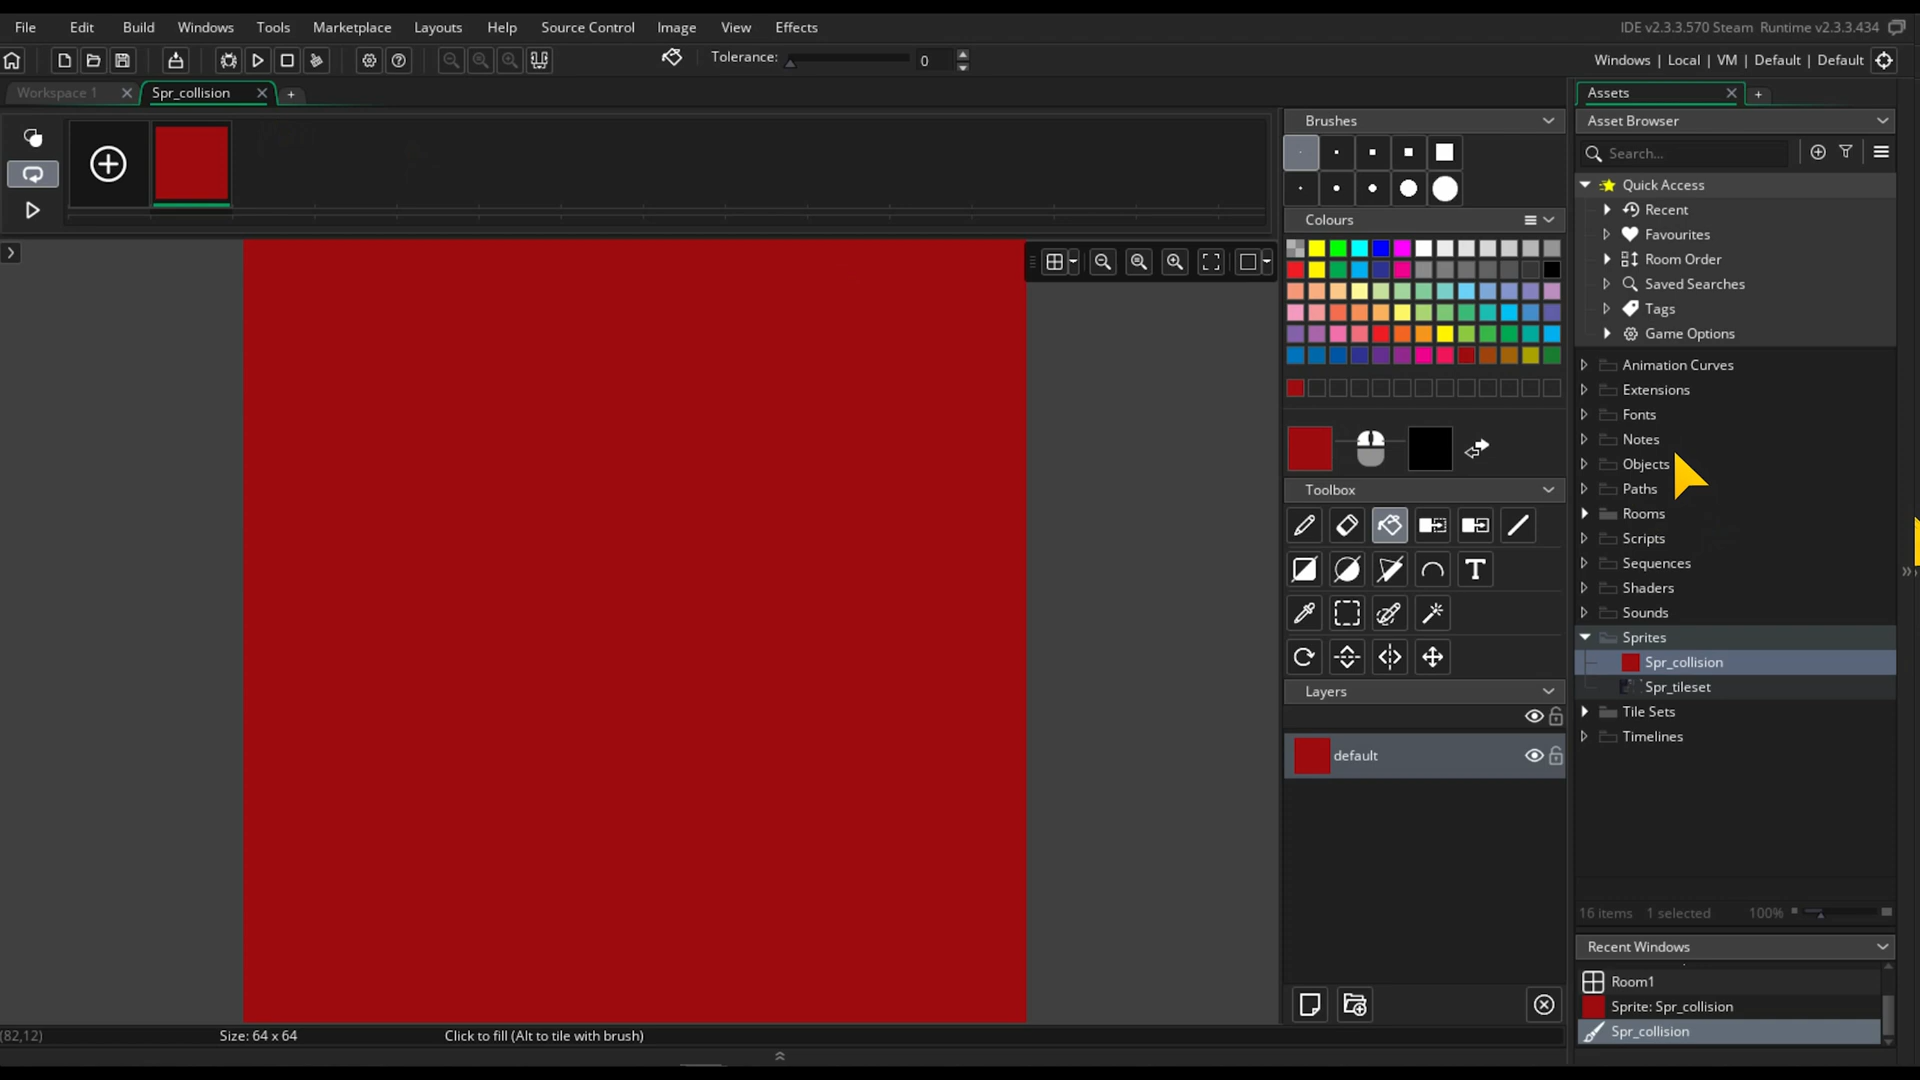 File Edit Build Windows Tools Marketplace Layouts Help Source Control Image View Effects IDE v2.3.3.570 Steam Runtime v2.3.3.434
Tolerance: 0 Windows | Local | VM | Default | Default
Workspace 1 Spr_collision
Assets
Brushes
Asset Browser
Search...
Quick Access
Recent
Colours
Favourites
Room Order
Saved Searches
Tags
Game Options
Animation Curves
Extensions
Fonts
Notes
Objects
Toolbox
Paths
Rooms
Scripts
Sequences
T
Shaders
Sounds
Sprites
Spr_collision
Spr_tileset
Layers
Tile Sets
Timelines
default
16 items 1 selected 100%
Recent Windows
Room1
Sprite: Spr_collision
Spr_collision
(82,12) Size: 64 x 64 Click to fill (Alt to tile with brush)